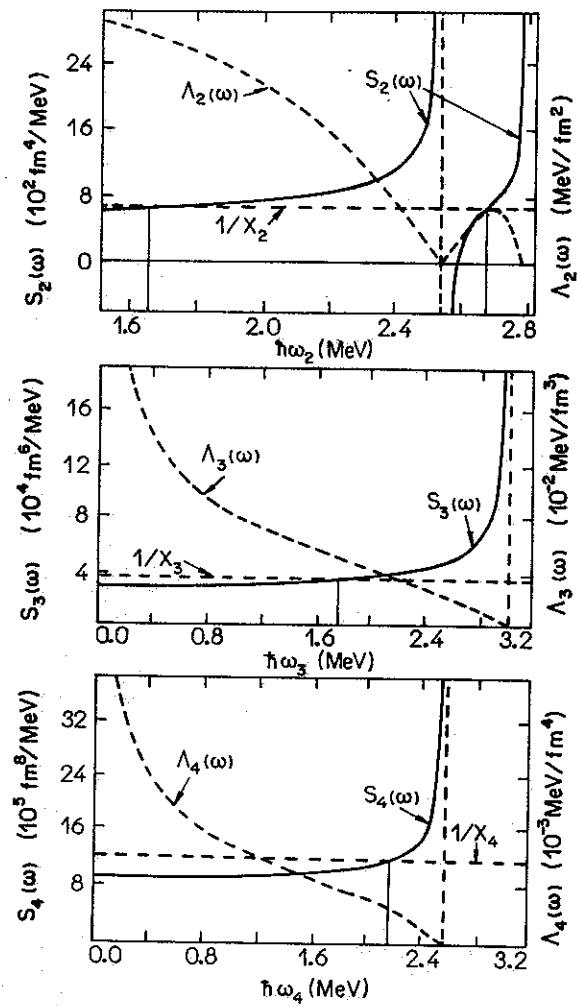 S₂(ω) (10² fm⁴/MeV)
24
16
8
0
Λ₂(ω)
S₂(ω)
1/X₂
Λ₂(ω) (MeV/fm²)
1.6
2.0
2.4
2.8
ħω₂ (MeV)
S₃(ω) (10⁴ fm⁶/MeV)
16
12
8
4
Λ₃(ω)
S₃(ω)
1/X₃
Λ₃(ω) (10⁻² MeV/fm³)
0.0
0.8
1.6
2.4
3.2
ħω₃ (MeV)
S₄(ω) (10⁵ fm⁸/MeV)
32
24
16
8
Λ₄(ω)
S₄(ω)
1/X₄
Λ₄(ω) (10⁻³ MeV/fm⁴)
0.0
0.8
1.6
2.4
3.2
ħω₄ (MeV)